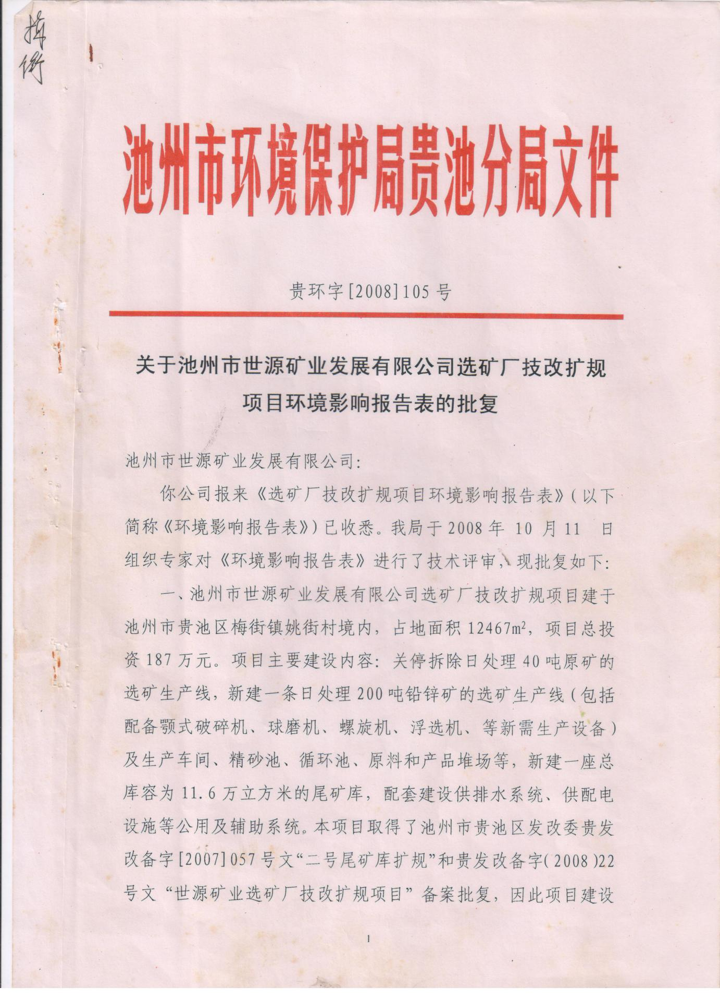 池州市环境保护局贵池分局文件
贵环字[2008]105号
关于池州市世源矿业发展有限公司选矿厂技改扩规
项目环境影响报告表的批复
池州市世源矿业发展有限公司:
你公司报来《选矿厂技改扩规项目环境影响报告表》(以下
简称《环境影响报告表》)已收悉。我局于2008年 10 月11 日
组织专家对《环境影响报告表》进行了技术评审,现批复如下:
一、池州市世源矿业发展有限公司选矿厂技改扩规项目建于
池州市贵池区梅街镇姚街村境内，占地面积12467m²，项目总投
资187万元。项目主要建设内容：关停拆除日处理40吨原矿的
选矿生产线，新建一条日处理200吨铅锌矿的选矿生产线(包括
配备颚式破碎机、球磨机、螺旋机、浮选机、等新需生产设备)
及生产车间、精砂池、循环池、原料和产品堆场等，新建一座总
库容为11.6万立方米的尾矿库，配套建设供排水系统、供配电
设施等公用及辅助系统。本项目取得了池州市贵池区发改委贵发
改备字[2007]057号文“二号尾矿库扩规”和贵发改备字(2008)22
号文“世源矿业选矿厂技改扩规项目”备案批复，因此项目建设
1